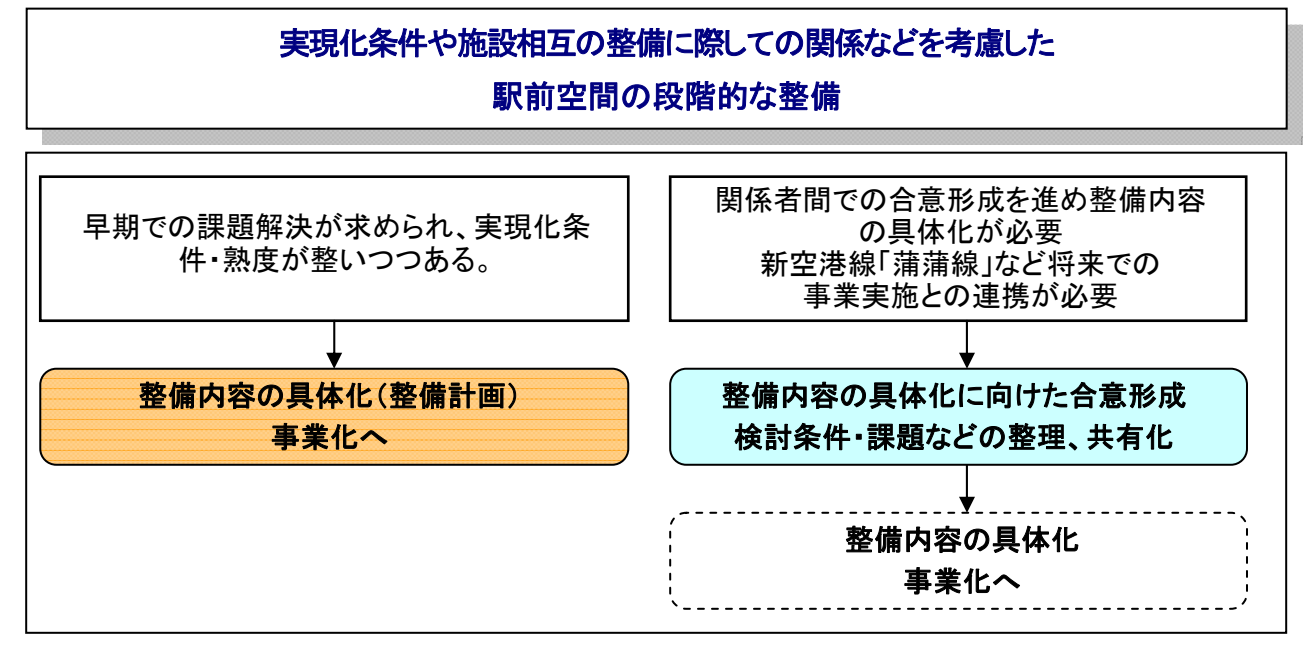 実現化条件や施設相互の整備に際しての関係などを考慮した
駅前空間の段階的な整備
早期での課題解決が求められ、実現化条
件・熟度が整いつつある。
整備内容の具体化（整備計画）
事業化へ
関係者間での合意形成を進め整備内容
の具体化が必要
新空港線「蒲蒲線」など将来での
事業実施との連携が必要
整備内容の具体化に向けた合意形成
検討条件・課題などの整理、共有化
整備内容の具体化
事業化へ